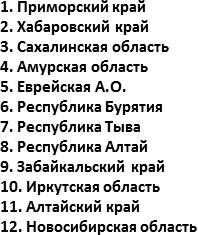 1. Приморский край
2. Хабаровский край
3. Сахалинская область
4. Амурская область
5. Еврейская А.О.
6. Республика Бурятия
7. Республика Тыва
8. Республика Алтай
9. Забайкальский край
10. Иркутская область
11. Алтайский край
12. Новосибирская область